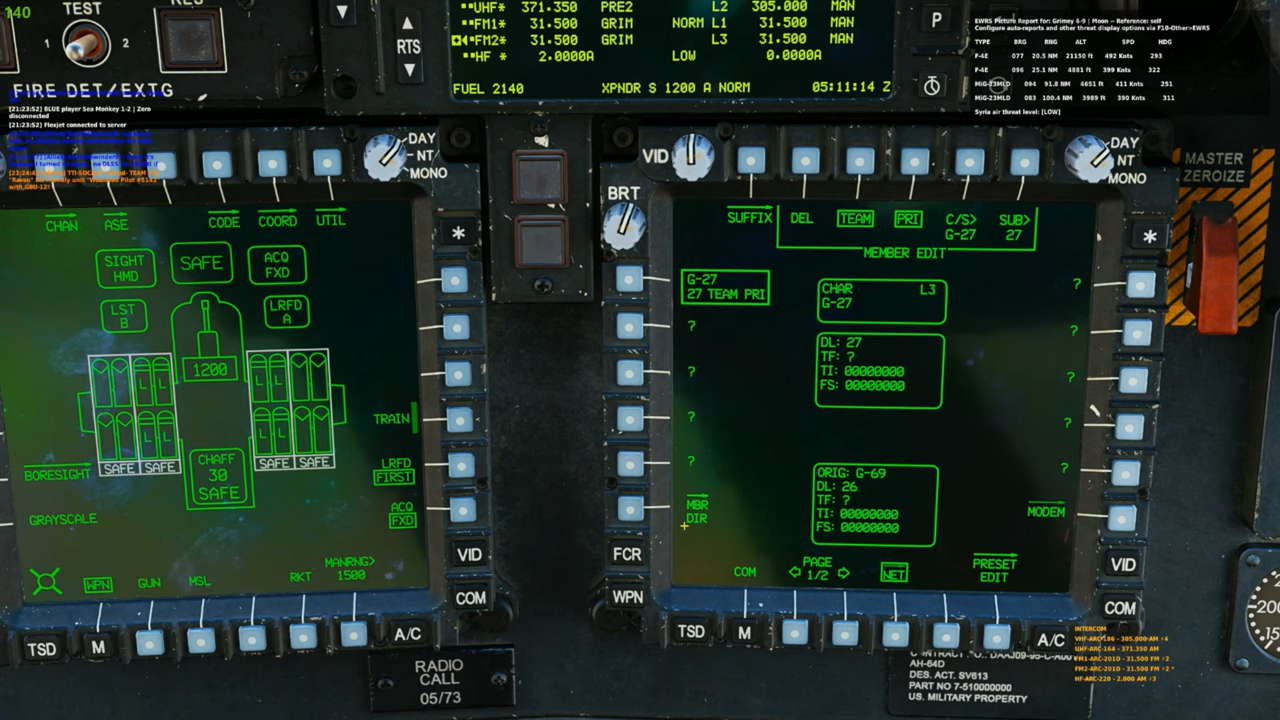 140
TEST
1
2
FIRE DET/EXTG
RTS
**UHF* 371.350 PRE2 L2 305.000 MAN
**FM1* 31.500 GRIM NORM L1 31.500 MAN
*FM2* 31.500 GRIM L3 31.500 MAN
**HF * 2.0000A LOW 0.0000A
FUEL 2140 XPNDR S 1200 A NORM 05:11:14 Z
P
EWRS Picture Report for: Grimey 6-9 | Moon -- Reference: self
Configure auto-reports and other threat display options via F10-Other>EWRS
TYPE BRG RNG ALT SPD HDG
F-4E 077 20.5 NM 21150 ft 492 Knts 293
F-4E 096 25.1 NM 4881 ft 399 Knts 322
MiG-23MLD 094 91.8 NM 4651 ft 411 Knts 251
MiG-23MLD 083 100.4 NM 3989 ft 390 Knts 311
Syria air threat level: [LOW]
[21:23:52] BLUE player Sea Monkey 1-2 | Zero
disconnected
[21:23:52] Flexjet connected to server
DAY
NT
MONO
VID
BRT
DAY
NT
MONO
MASTER
ZEROIZE
CHAN ASE CODE COORD UTIL
SIGHT
HMD
SAFE
ACQ
FXD
LST
B
LRFD
A
1200
L L L L
L L L L
SAFE SAFE SAFE SAFE
CHAFF
30
SAFE
TRAIN
BORESIGHT
LRFD
FIRST
GRAYSCALE
ACQ
FXD
WPN GUN MSL RKT
MANRNG>
1500
*
VID
COM
TSD M A/C
SUFFIX DEL TEAM PRI
C/S>
G-27
SUB>
27
MEMBER EDIT
G-27
27 TEAM PRI
?
?
?
?
CHAR L3
G-27
DL: 27
TF: ?
TI: 00000000
FS: 00000000
ORIG: G-69
DL: 26
TF: ?
TI: 00000000
FS: 00000000
?
?
?
?
?
MBR
DIR
MODEM
COM
PAGE
1/2
NET
PRESET
EDIT
*
FCR
WPN
VID
COM
TSD M A/C
RADIO
CALL
05/73
AH-64D
DES. ACT. SV613
PART NO 7-510000000
US. MILITARY PROPERTY
INTERCOM
VHF-ARC-186 - 305.000 AM
UHF-ARC-164 - 371.350 AM
FM1-ARC-201D - 31.500 FM
FM2-ARC-201D - 31.500 FM
HF-ARC-220 - 2.000 AM
200